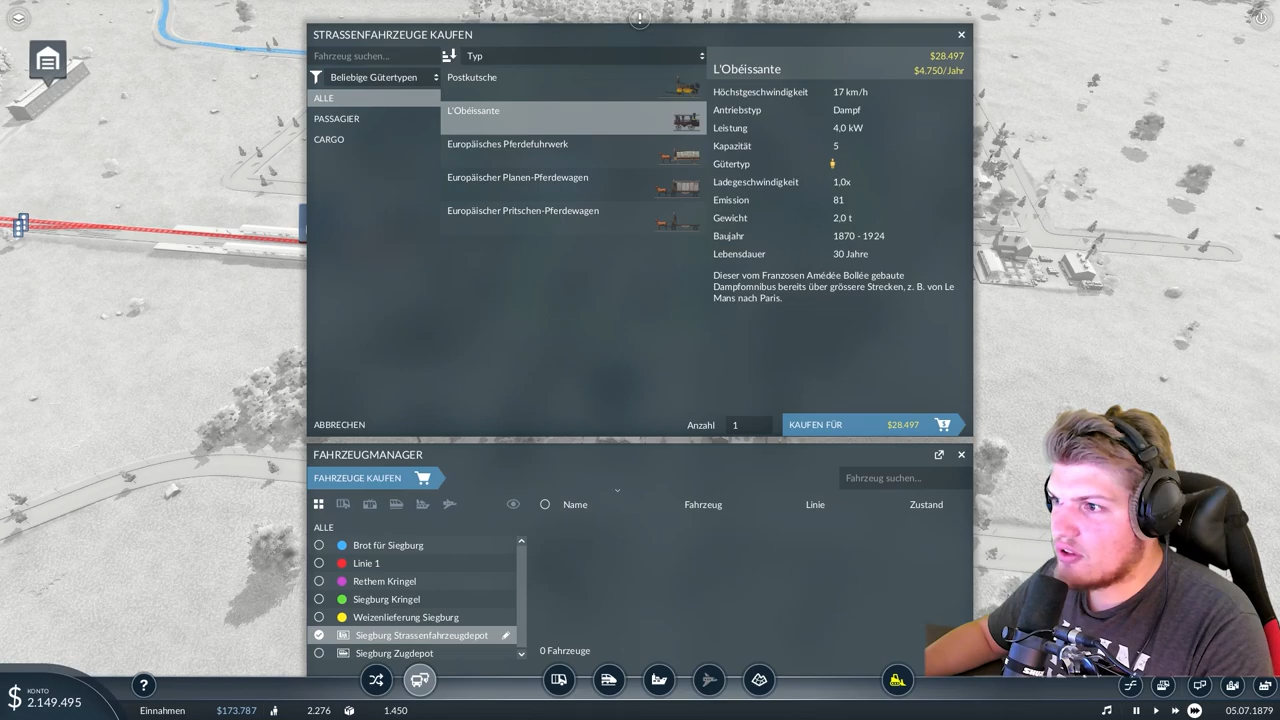 STRASSENFAHRZEUGE KAUFEN
Fahrzeug suchen...
Typ
Beliebige Gütertypen
ALLE
PASSAGIER
CARGO
Postkutsche
L'Obéissante
Europäisches Pferdefuhrwerk
Europäischer Planen-Pferdewagen
Europäischer Pritschen-Pferdewagen
L'Obéissante
$28.497
$4.750/Jahr
Höchstgeschwindigkeit 17 km/h
Antriebstyp Dampf
Leistung 4,0 kW
Kapazität 5
Gütertyp
Ladegeschwindigkeit 1,0x
Emission 81
Gewicht 2,0 t
Baujahr 1870 - 1924
Lebensdauer 30 Jahre
Dieser vom Franzosen Amédée Bollée gebaute
Dampfomnibus bereits über grössere Strecken, z. B. von Le
Mans nach Paris.
ABBRECHEN
Anzahl 1
KAUFEN FÜR $28.497
FAHRZEUGMANAGER
FAHRZEUGE KAUFEN
Fahrzeug suchen...
Name Fahrzeug Linie Zustand
ALLE
Brot für Siegburg
Linie 1
Rethem Kringel
Siegburg Kringel
Weizenlieferung Siegburg
Siegburg Strassenfahrzeugdepot
Siegburg Zugdepot
0 Fahrzeuge
?
$ KONTO
2.149.495
Einnahmen $173.787 2.276 1.450
05.07.1879